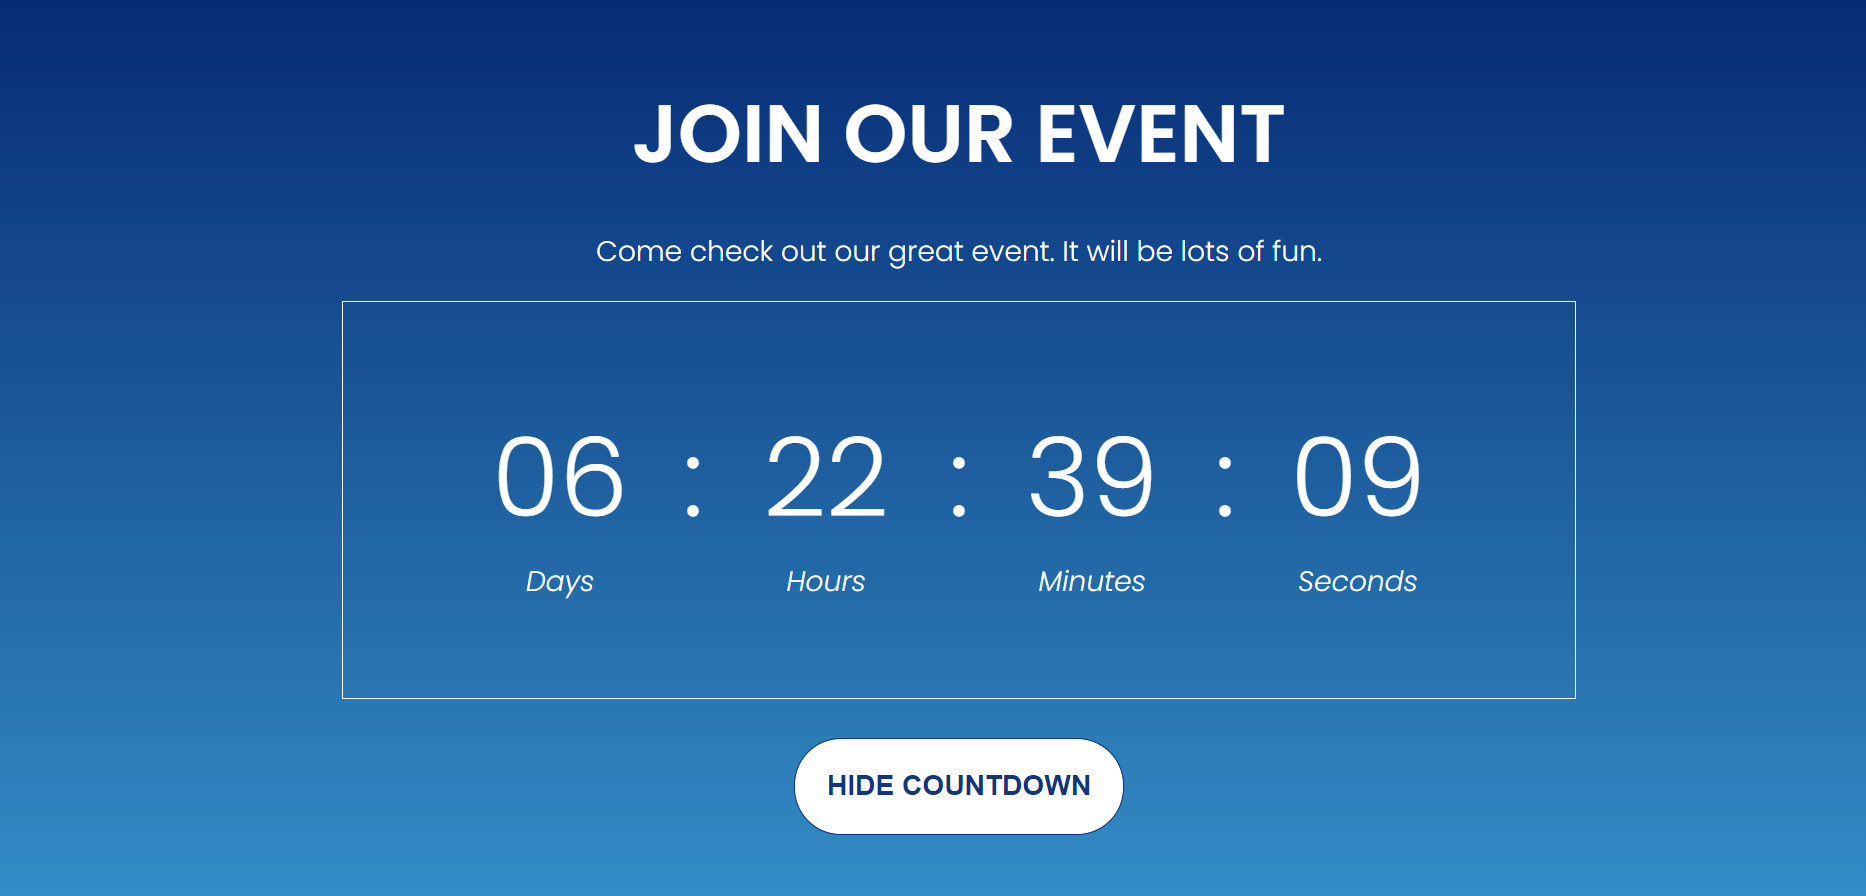 JOIN OUR EVENT
Come check out our great event. It will be lots of fun.
06 : 22 : 39 : 09
Days Hours Minutes Seconds
HIDE COUNTDOWN